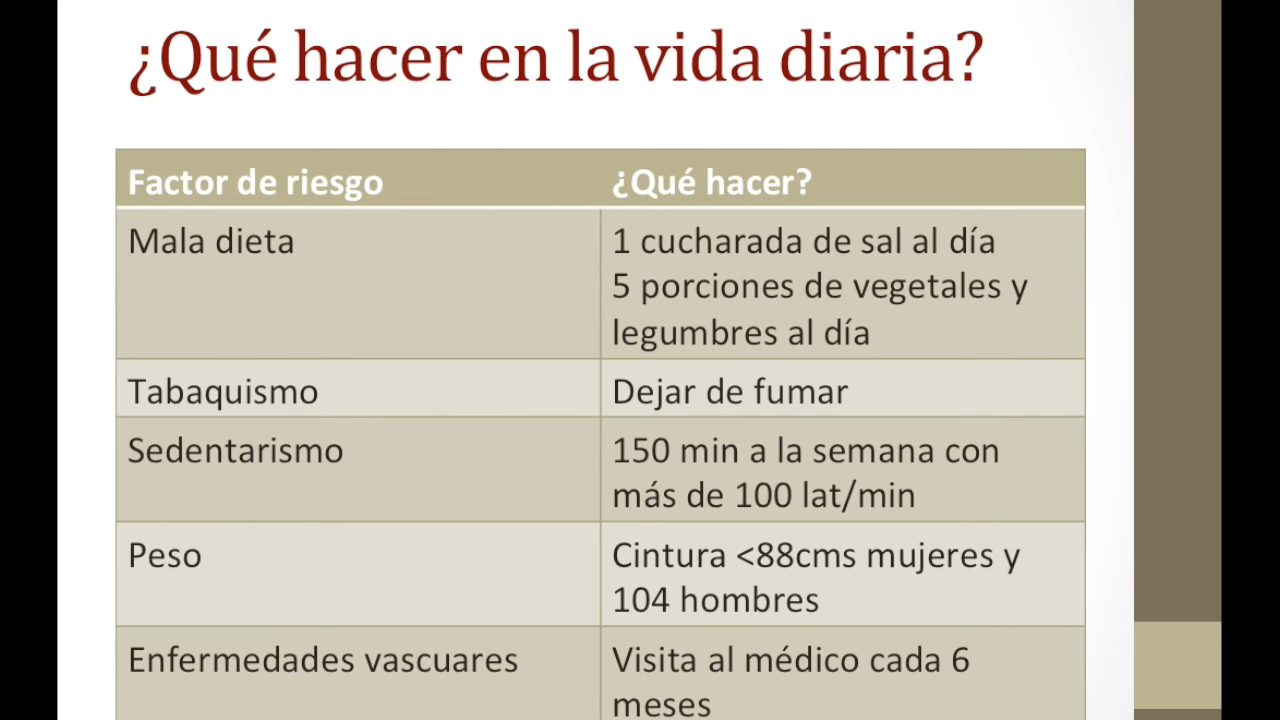 ¿Qué hacer en la vida diaria?
Factor de riesgo
¿Qué hacer?
Mala dieta
1 cucharada de sal al día
5 porciones de vegetales y
legumbres al día
Tabaquismo
Dejar de fumar
Sedentarismo
150 min a la semana con
más de 100 lat/min
Peso
Cintura <88cms mujeres y
104 hombres
Enfermedades vascuares
Visita al médico cada 6
meses